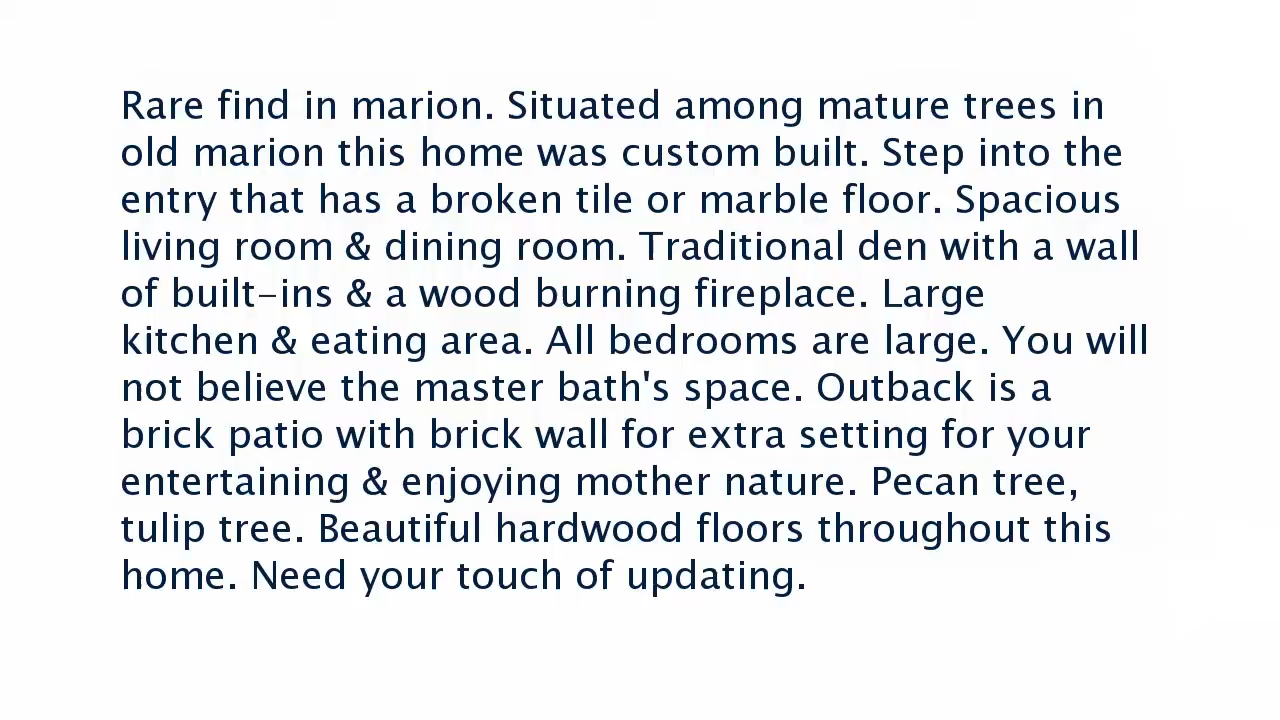 Rare find in marion. Situated among mature trees in
old marion this home was custom built. Step into the
entry that has a broken tile or marble floor. Spacious
living room & dining room. Traditional den with a wall
of built-ins & a wood burning fireplace. Large
kitchen & eating area. All bedrooms are large. You will
not believe the master bath's space. Outback is a
brick patio with brick wall for extra setting for your
entertaining & enjoying mother nature. Pecan tree,
tulip tree. Beautiful hardwood floors throughout this
home. Need your touch of updating.